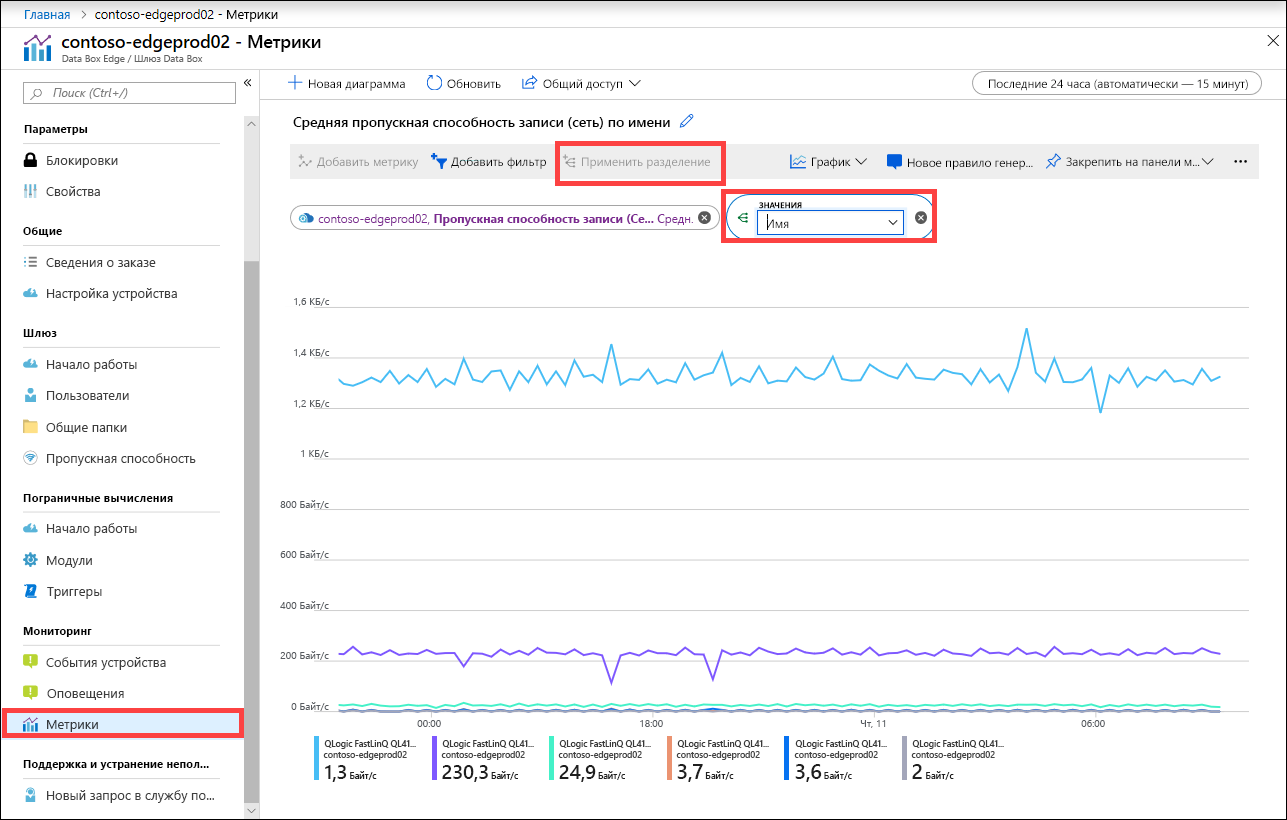 Главная > contoso-edgeprod02 - Метрики
contoso-edgeprod02 - Метрики
Data Box Edge / Шлюз Data Box
Поиск (Ctrl+/)
Параметры
Блокировки
Свойства
Общие
Сведения о заказе
Настройка устройства
Шлюз
Начало работы
Пользователи
Общие папки
Пропускная способность
Пограничные вычисления
Начало работы
Модули
Триггеры
Мониторинг
События устройства
Оповещения
Метрики
Поддержка и устранение непол...
Новый запрос в службу по...
Новая диаграмма Обновить Общий доступ Последние 24 часа (автоматически — 15 минут)
Средняя пропускная способность записи (сеть) по имени
Добавить метрику Добавить фильтр Применить разделение График Новое правило генер... Закрепить на панели м...
contoso-edgeprod02, Пропускная способность записи (Се... Средн.
ЗНАЧЕНИЯ
Имя
1,6 КБ/с
1,4 КБ/с
1,2 КБ/с
1 КБ/с
800 Байт/с
600 Байт/с
400 Байт/с
200 Байт/с
0 Байт/с
00:00 18:00 Чт, 11 06:00
QLogic FastLinQ QL41... QLogic FastLinQ QL41... QLogic FastLinQ QL41... QLogic FastLinQ QL41... QLogic FastLinQ QL41... QLogic FastLinQ QL41...
contoso-edgeprod02 contoso-edgeprod02 contoso-edgeprod02 contoso-edgeprod02 contoso-edgeprod02 contoso-edgeprod02
1,3 Байт/с 230,3 Байт/с 24,9 Байт/с 3,7 Байт/с 3,6 Байт/с 2 Байт/с